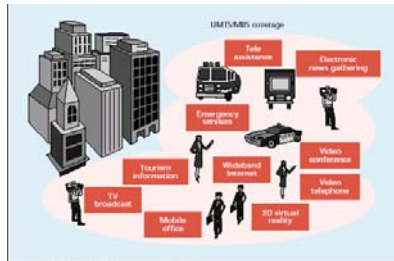 UMTS/MBS coverage
Tele
assistance
Electronic
news gathering
Emergency
services
Tourism
information
Wideband
Internet
Video
conference
TV
broadcast
Video
telephone
Mobile
office
3D virtual
reality